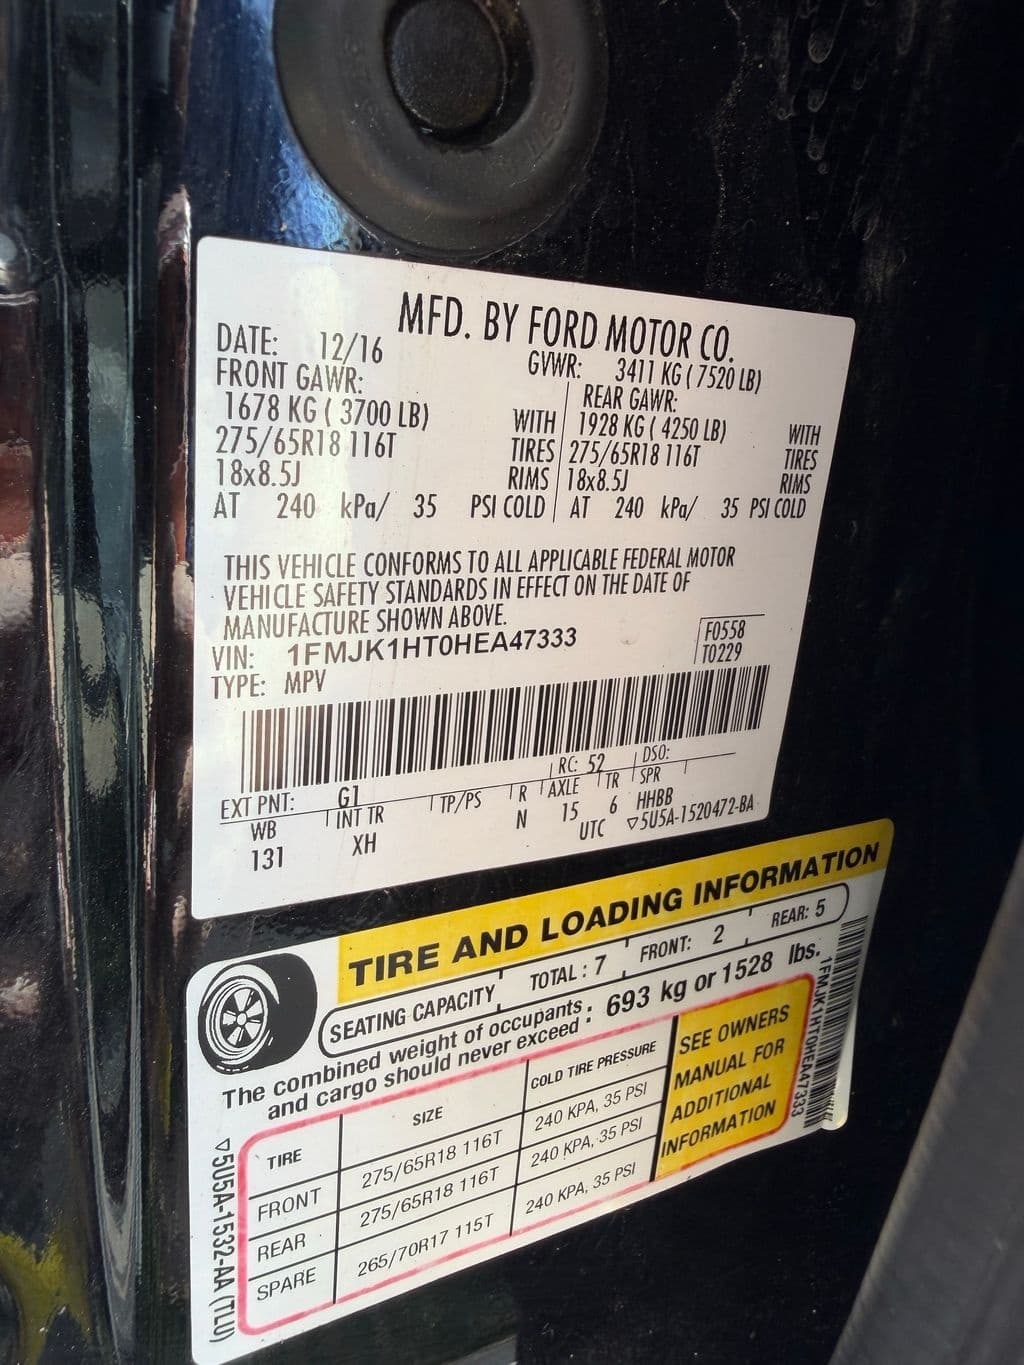 MFD. BY FORD MOTOR CO.
DATE: 12/16 GVWR: 3411 KG ( 7520 LB)
FRONT GAWR: REAR GAWR:
1678 KG ( 3700 LB) WITH 1928 KG ( 4250 LB) WITH
275/65R18 116T TIRES 275/65R18 116T TIRES
18x8.5J RIMS 18x8.5J RIMS
AT 240 kPa/ 35 PSI COLD AT 240 kPa/ 35 PSI COLD
THIS VEHICLE CONFORMS TO ALL APPLICABLE FEDERAL MOTOR
VEHICLE SAFETY STANDARDS IN EFFECT ON THE DATE OF
MANUFACTURE SHOWN ABOVE.
VIN: 1FMJK1HT0HEA47333 F0558
TYPE: MPV T0229
EXT PNT: G1 RC: 52 DSO:
WB INT TR TP/PS R AXLE TR SPR
131 XH N 15 6 HHBB
UTC ▽5U5A-1520472-BA
TIRE AND LOADING INFORMATION
SEATING CAPACITY TOTAL : 7 FRONT: 2 REAR: 5
The combined weight of occupants
and cargo should never exceed : 693 kg or 1528 lbs.
TIRE SIZE COLD TIRE PRESSURE
FRONT 275/65R18 116T 240 KPA, 35 PSI
REAR 275/65R18 116T 240 KPA, 35 PSI
SPARE 265/70R17 115T 240 KPA, 35 PSI
SEE OWNERS
MANUAL FOR
ADDITIONAL
INFORMATION
1FMJK1HT0HEA47333
▽5U5A-1532-AA (TLU)